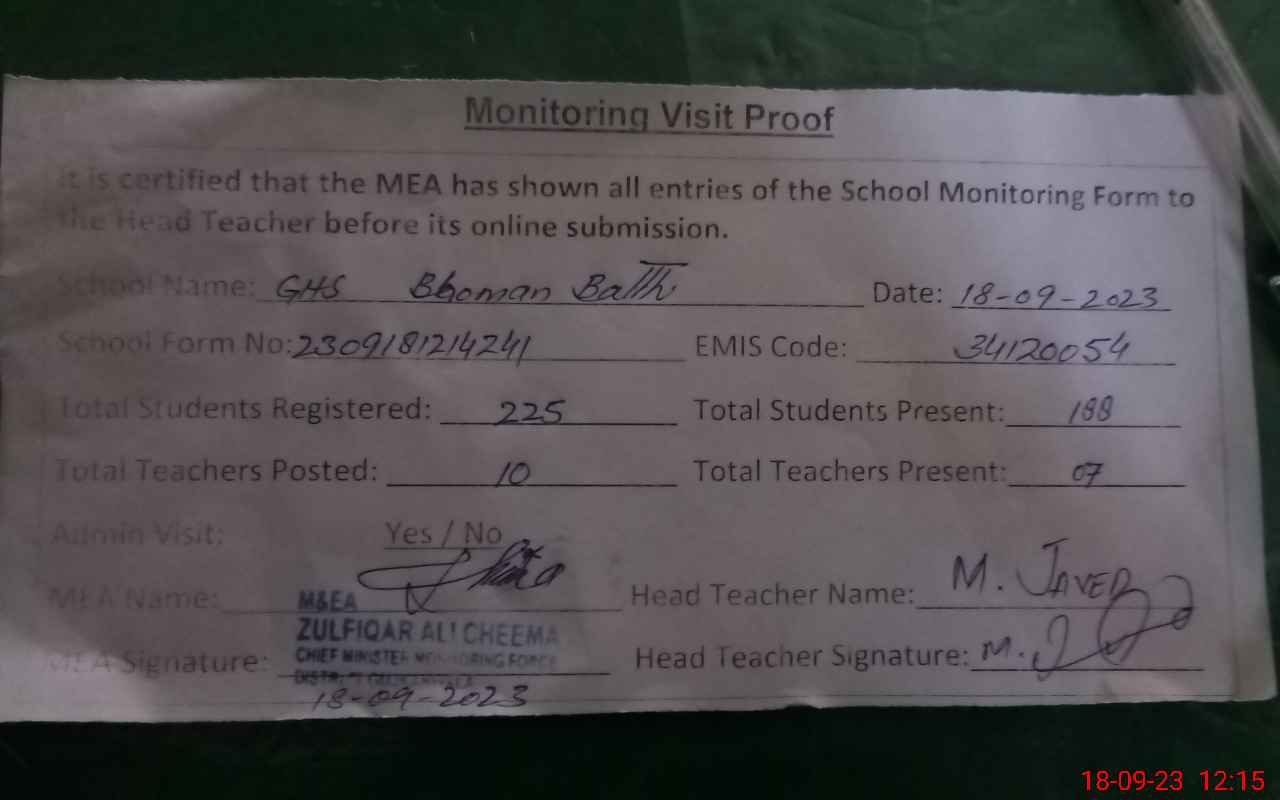 Monitoring Visit Proof
It is certified that the MEA has shown all entries of the School Monitoring Form to
the Head Teacher before its online submission.
School Name: GHS Bhoman Bath Date: 18-09-2023
School Form No: 2309181214241 EMIS Code: 34120054
Total Students Registered: 225 Total Students Present: 188
Total Teachers Posted: 10 Total Teachers Present: 07
Admin Visit: Yes / No
MEA Name: Head Teacher Name: M. JAVED
M&EA
ZULFIQAR ALI CHEEMA
CHIEF MINISTER MONITORING FORCE
MEA Signature: Head Teacher Signature: M.
DISTRICT
18-09-2023
18-09-23 12:15